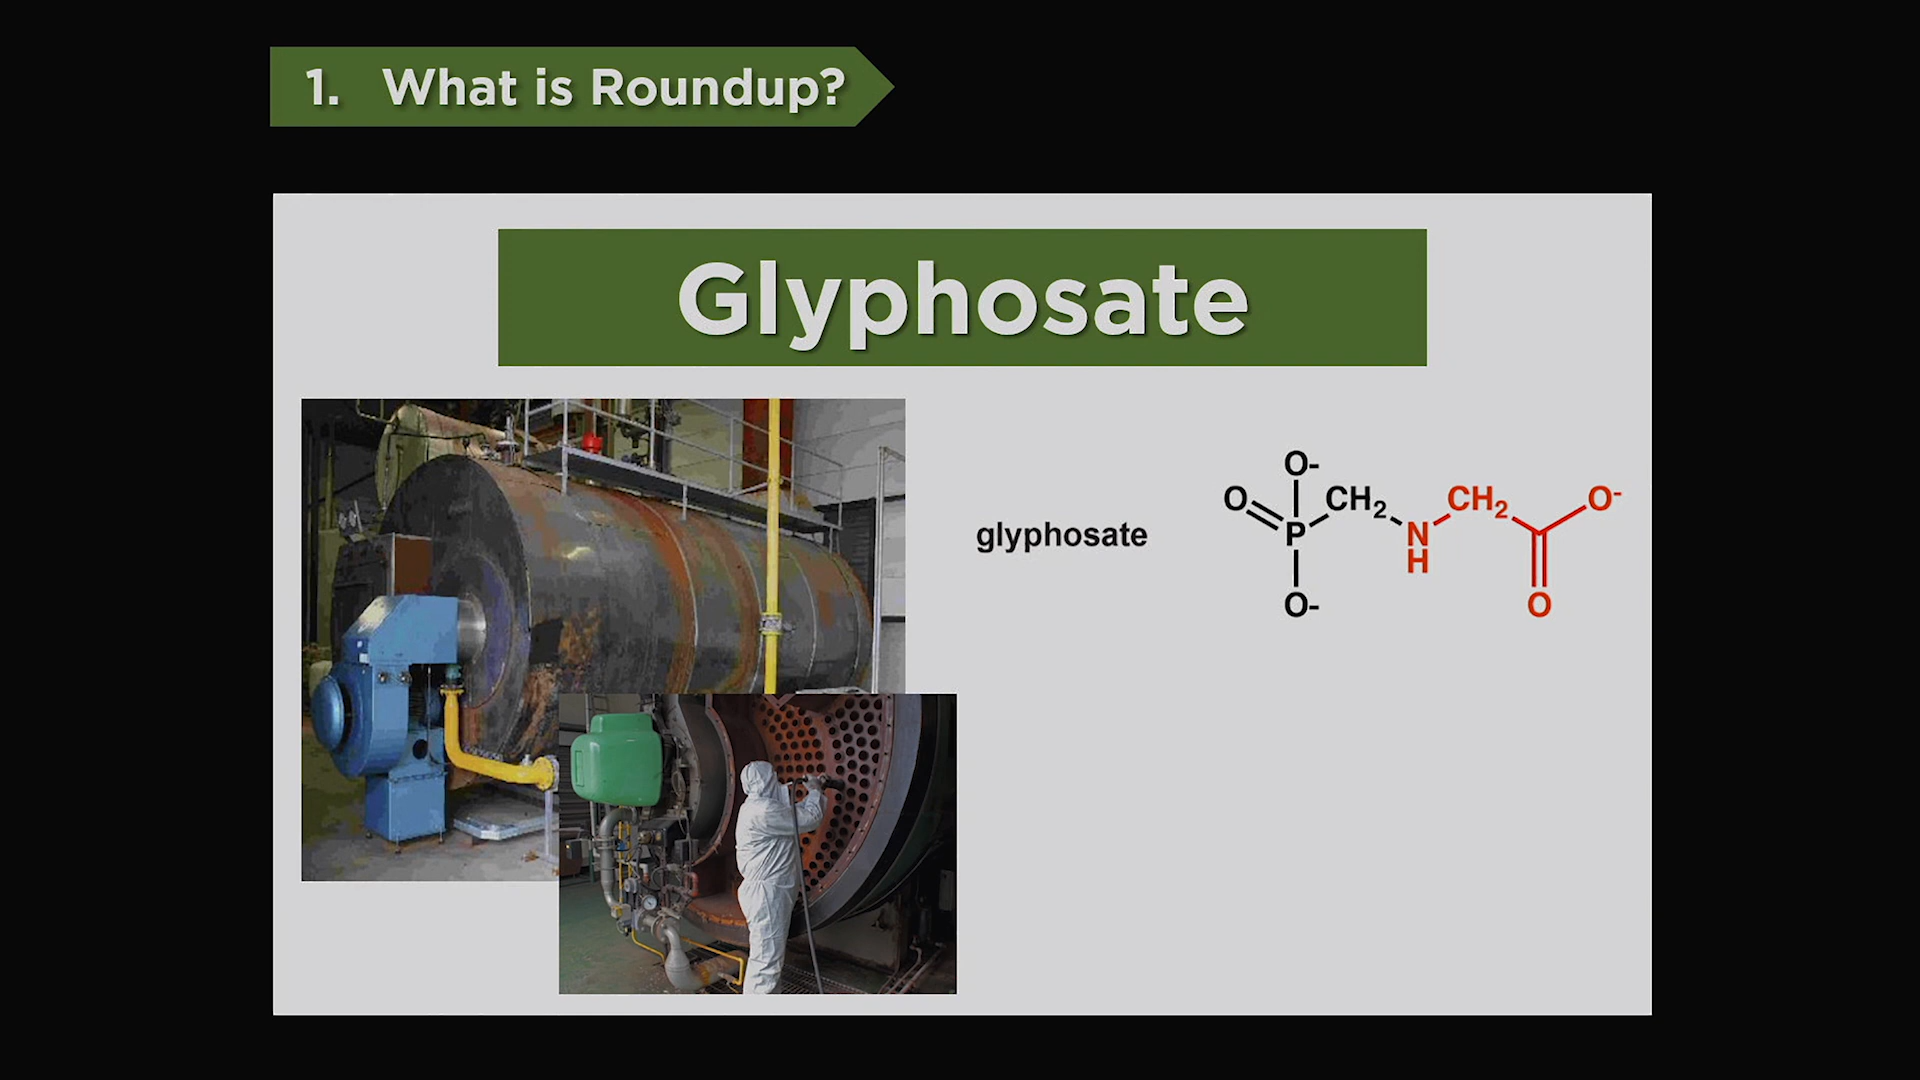 1. What is Roundup?
Glyphosate
glyphosate
O-
O
P
CH₂
N
H
CH₂
O-
O-
O